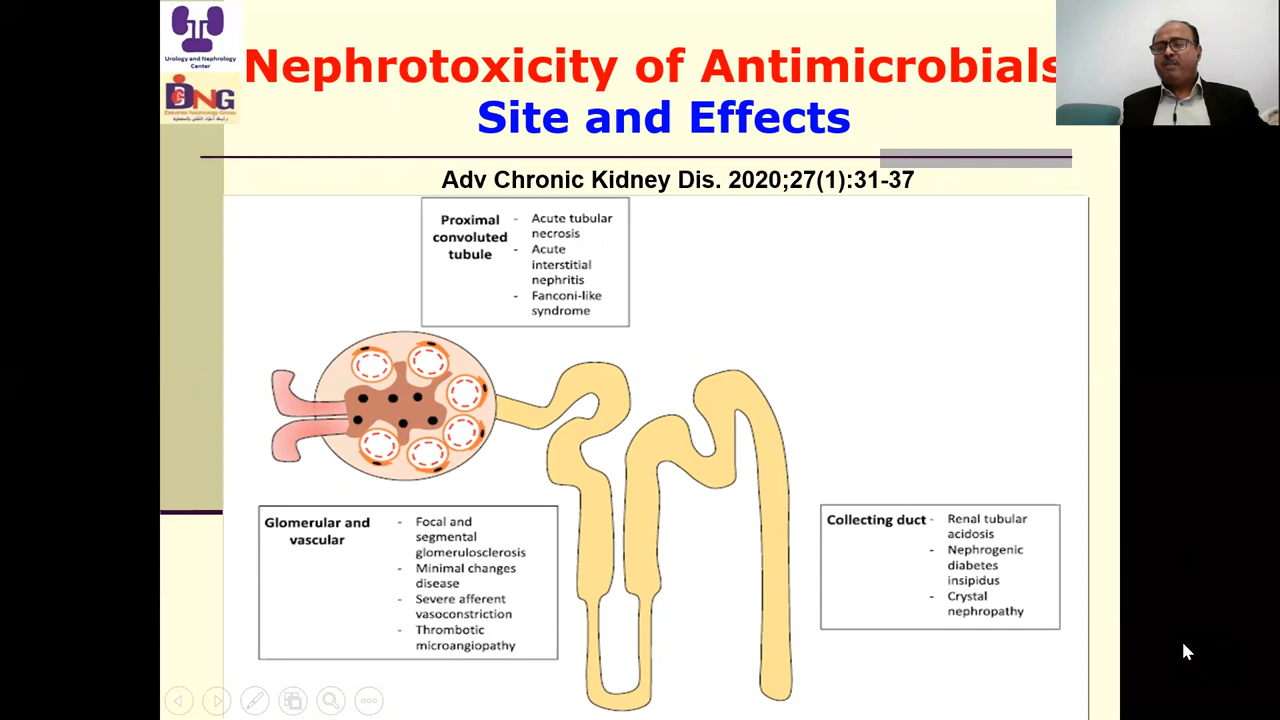 Urology and Nephrology
Center
DNG
Nephrotoxicity of Antimicrobials
Site and Effects
Adv Chronic Kidney Dis. 2020;27(1):31-37
Proximal
convoluted
tubule
- Acute tubular
necrosis
- Acute
interstitial
nephritis
- Fanconi-like
syndrome
Glomerular and
vascular
- Focal and
segmental
glomerulosclerosis
- Minimal changes
disease
- Severe afferent
vasoconstriction
- Thrombotic
microangiopathy
Collecting duct
- Renal tubular
acidosis
- Nephrogenic
diabetes
insipidus
- Crystal
nephropathy